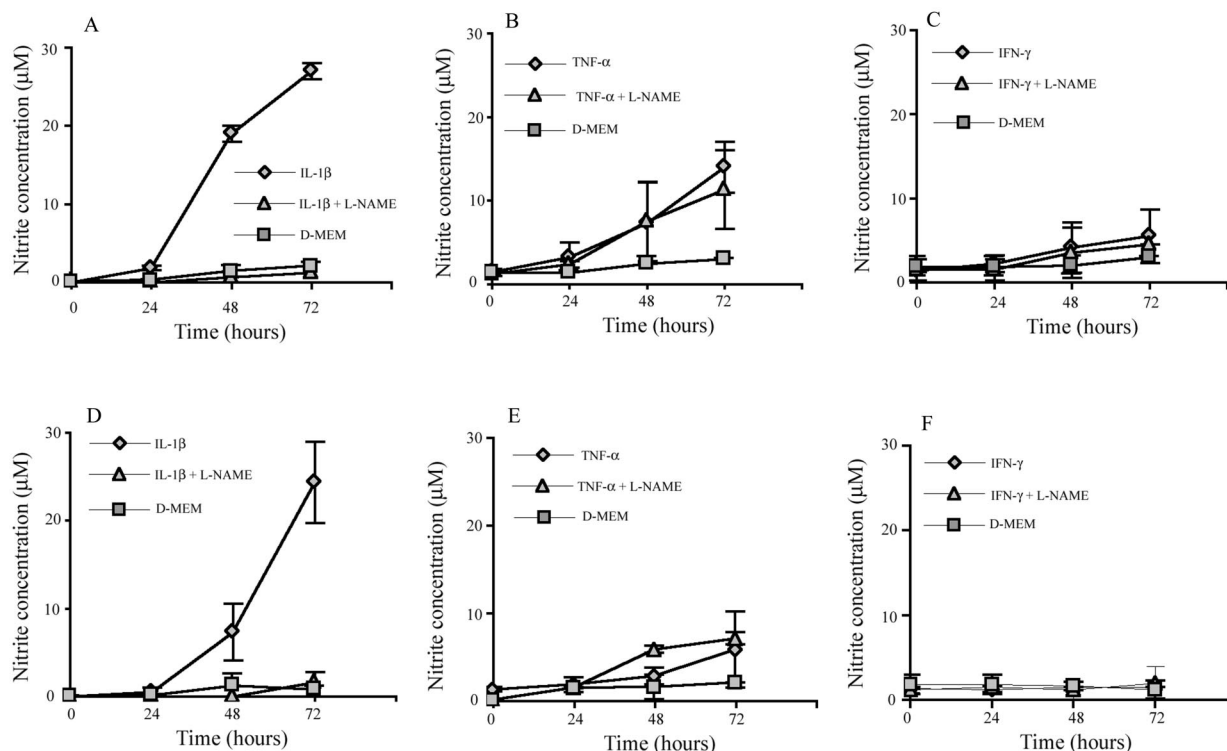 A
Nitrite concentration (µM)
30
20
10
0
IL-1β
IL-1β + L-NAME
D-MEM
0 24 48 72
Time (hours)
B
Nitrite concentration (µM)
30
20
10
0
TNF-α
TNF-α + L-NAME
D-MEM
0 24 48 72
Time (hours)
C
Nitrite concentration (µM)
30
20
10
0
IFN-γ
IFN-γ + L-NAME
D-MEM
0 24 48 72
Time (hours)
D
Nitrite concentration (µM)
30
20
10
0
IL-1β
IL-1β + L-NAME
D-MEM
0 24 48 72
Time (hours)
E
Nitrite concentration (µM)
30
20
10
0
TNF-α
TNF-α + L-NAME
D-MEM
0 24 48 72
Time (hours)
F
Nitrite concentration (µM)
30
20
10
0
IFN-γ
IFN-γ + L-NAME
D-MEM
0 24 48 72
Time (hours)